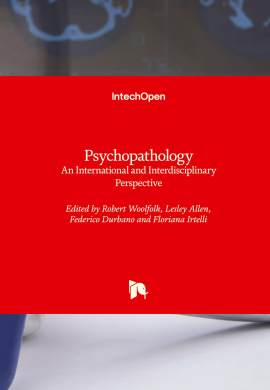 IntechOpen
Psychopathology
An International and Interdisciplinary
Perspective
Edited by Robert Woolfolk, Lesley Allen,
Federico Durbano and Floriana Irtelli